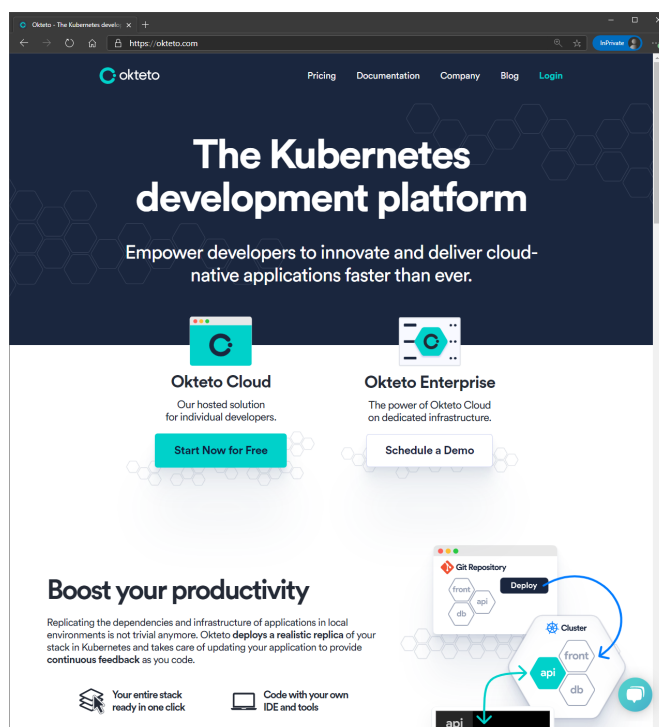 Okteto - The Kubernetes develop
https://okteto.com
InPrivate
okteto
Pricing
Documentation
Company
Blog
Login
The Kubernetes
development platform
Empower developers to innovate and deliver cloud-
native applications faster than ever.
Okteto Cloud
Our hosted solution
for individual developers.
Start Now for Free
Okteto Enterprise
The power of Okteto Cloud
on dedicated infrastructure.
Schedule a Demo
Boost your productivity
Replicating the dependencies and infrastructure of applications in local
environments is not trivial anymore. Okteto deploys a realistic replica of your
stack in Kubernetes and takes care of updating your application to provide
continuous feedback as you code.
Your entire stack
ready in one click
Code with your own
IDE and tools
Git Repository
Deploy
front
api
db
Cluster
front
api
db
api